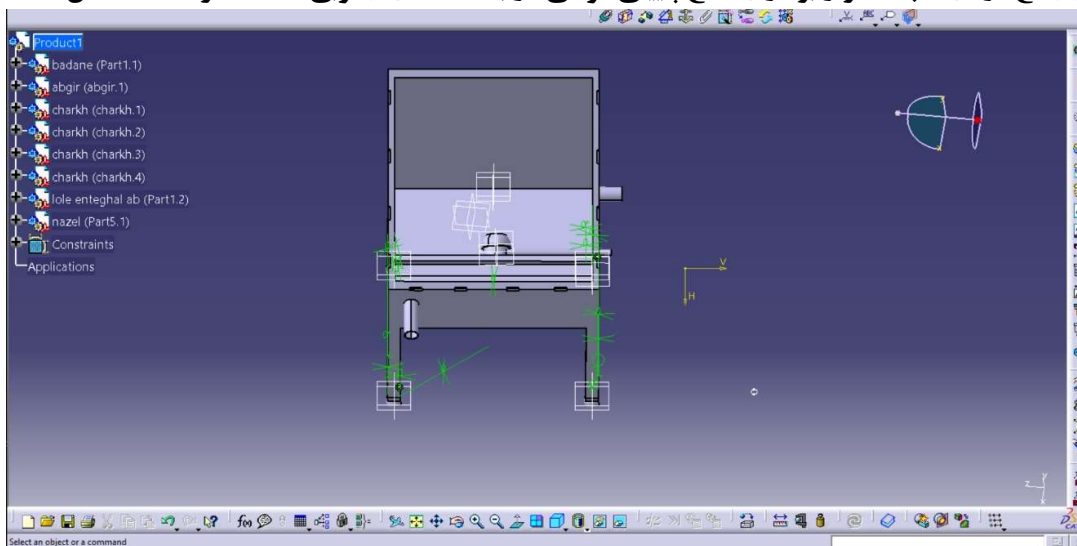 Product1
badane (Part1.1)
abgir (abgir.1)
charkh (charkh.1)
charkh (charkh.2)
charkh (charkh.3)
charkh (charkh.4)
lole enteghal ab (Part1.2)
nazel (Part5.1)
Constraints
Applications
V
H
y
z
Select an object or a command